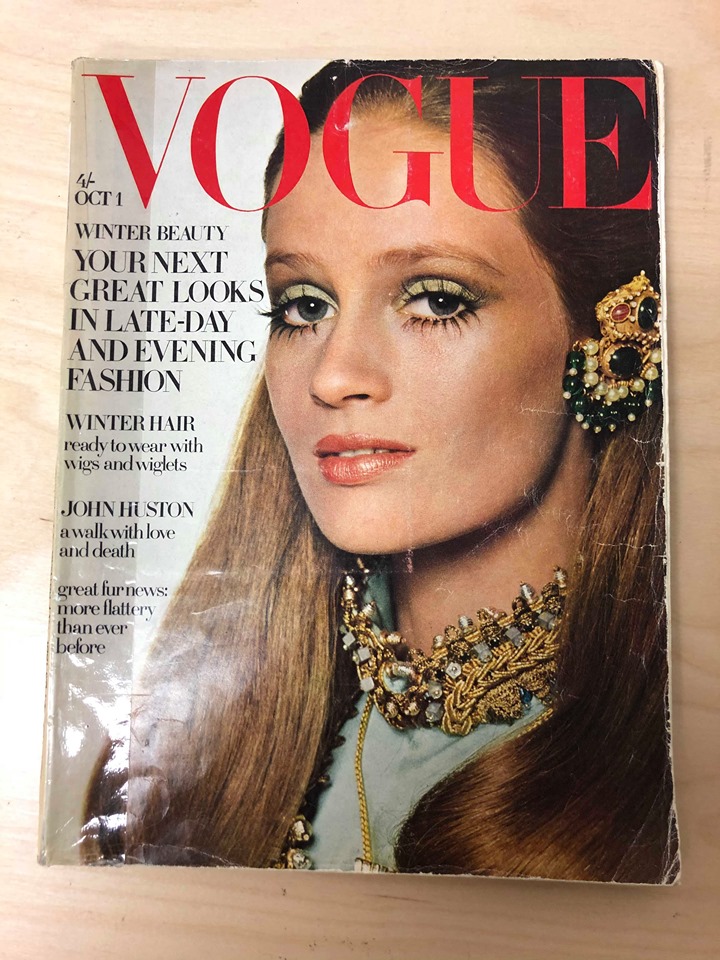 VOGUE
4/-
OCT 1
WINTER BEAUTY
YOUR NEXT
GREAT LOOKS
IN LATE-DAY
AND EVENING
FASHION
WINTER HAIR
ready to wear with
wigs and wiglets
JOHN HUSTON
a walk with love
and death
great fur news:
more flattery
than ever
before